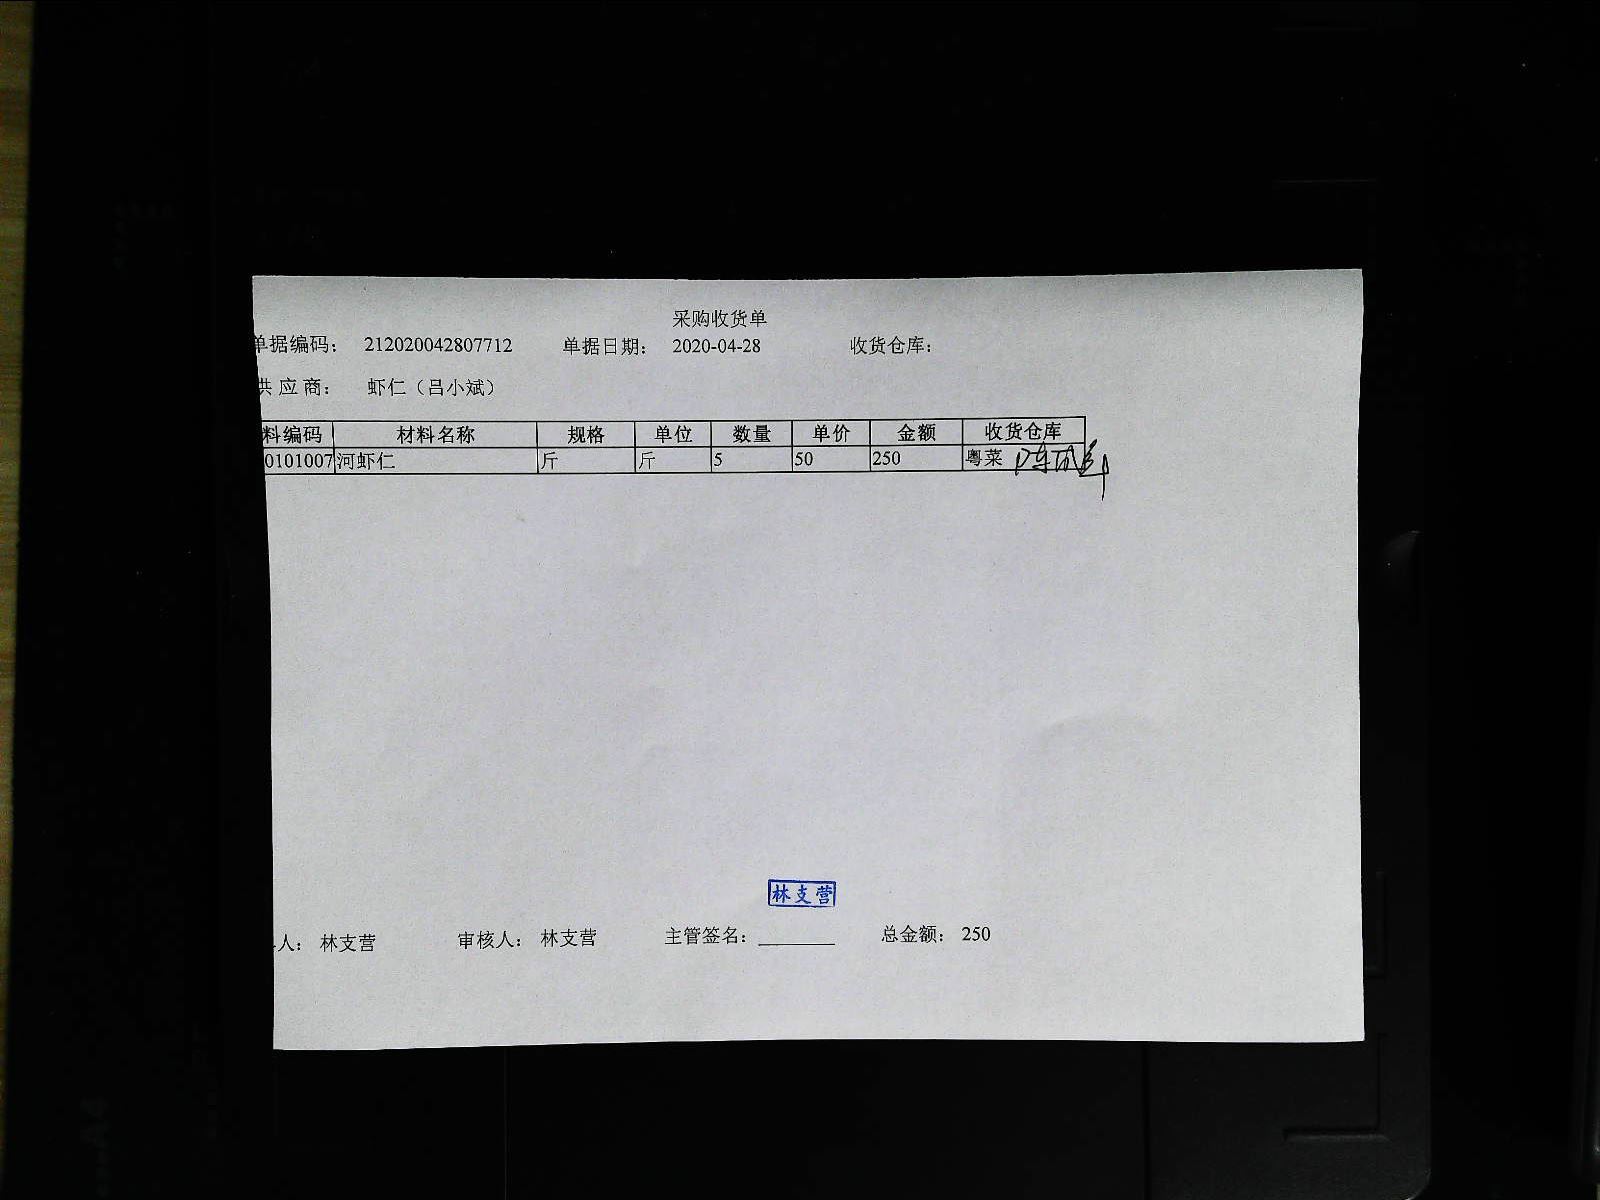 采购收货单
单据编码： 212020042807712 单据日期： 2020-04-28 收货仓库：
供 应 商： 虾仁（吕小斌）
料编码 材料名称 规格 单位 数量 单价 金额 收货仓库
0101007 河虾仁 斤 斤 5 50 250 粤菜
林支营
人： 林支营 审核人： 林支营 主管签名： 总金额： 250